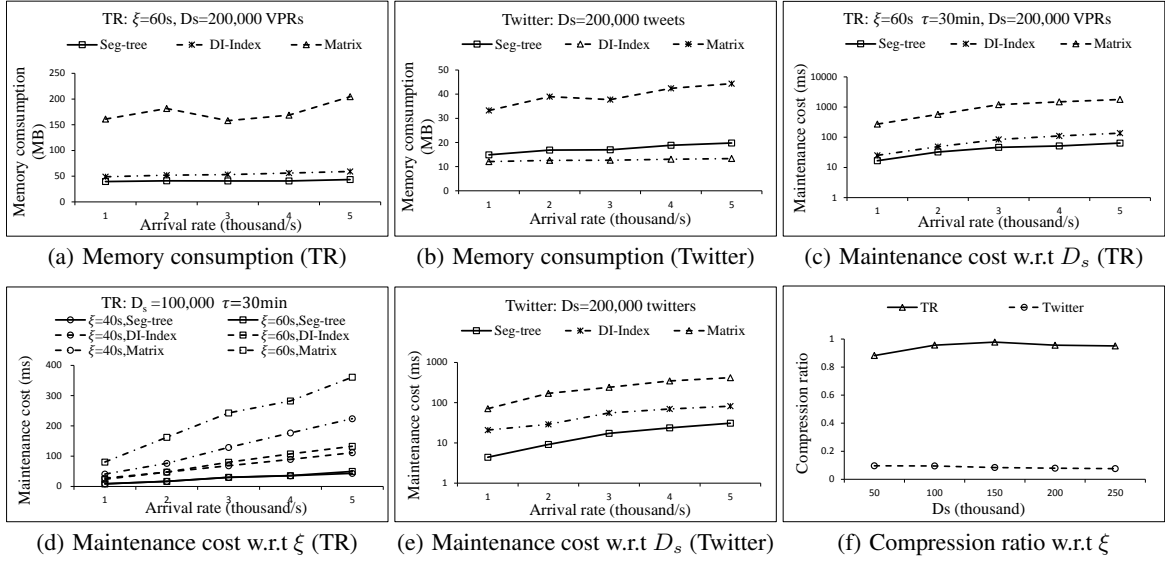 TR: ξ=60s, Ds=200,000 VPRs
Seg-tree DI-Index Matrix
Memory comsumption (MB)
250
200
150
100
50
0
1 2 3 4 5
Arrival rate (thousand/s)
(a) Memory consumption (TR)
Twitter: Ds=200,000 tweets
Seg-tree DI-Index Matrix
Memory comsumption (MB)
50
40
30
20
10
0
1 2 3 4 5
Arrival rate (thousand/s)
(b) Memory consumption (Twitter)
TR: ξ=60s τ=30min, Ds=200,000 VPRs
Seg-tree DI-Index Matrix
Maintenance cost (ms)
10000
1000
100
10
1
1 2 3 4 5
Arrival rate (thousand/s)
(c) Maintenance cost w.r.t Ds (TR)
TR: Ds =100,000 τ=30min
ξ=40s,Seg-tree ξ=60s,Seg-tree
ξ=40s,DI-Index ξ=60s,DI-Index
ξ=40s,Matrix ξ=60s,Matrix
Maintenance cost (ms)
400
300
200
100
0
1 2 3 4 5
Arrival rate (thousand/s)
(d) Maintenance cost w.r.t ξ (TR)
Twitter: Ds=200,000 twitters
Seg-tree DI-Index Matrix
Maintenance cost (ms)
1000
100
10
1
1 2 3 4 5
Arrival rate (thousand/s)
(e) Maintenance cost w.r.t Ds (Twitter)
TR Twitter
Compression ratio
1
0.8
0.6
0.4
0.2
0
50 100 150 200 250
Ds (thousand)
(f) Compression ratio w.r.t ξ